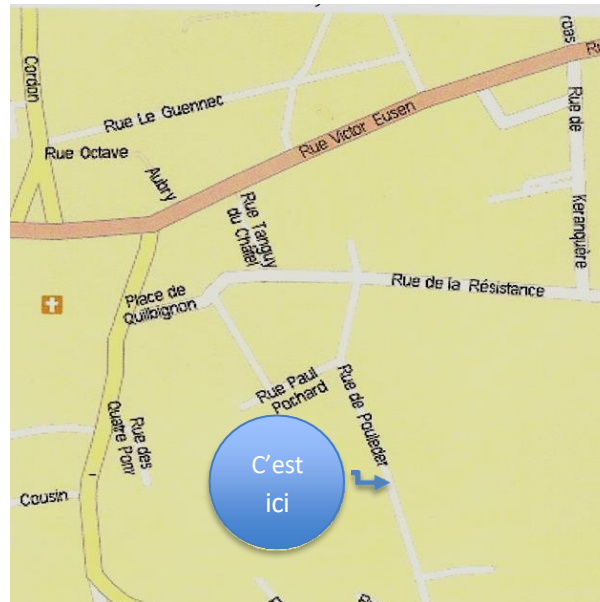 Cordon
Rue Le Guennec
Rue Octave
Aubry
Rue Victor Eusen
Rue de
Keranquère
Rue Tanguy
du Châtel
Rue de la Résistance
Place de
Quilbignon
Rue Paul
Pochard
Rue de Pouleder
Rue des
Quatre Pony
Cousin
C'est
ici